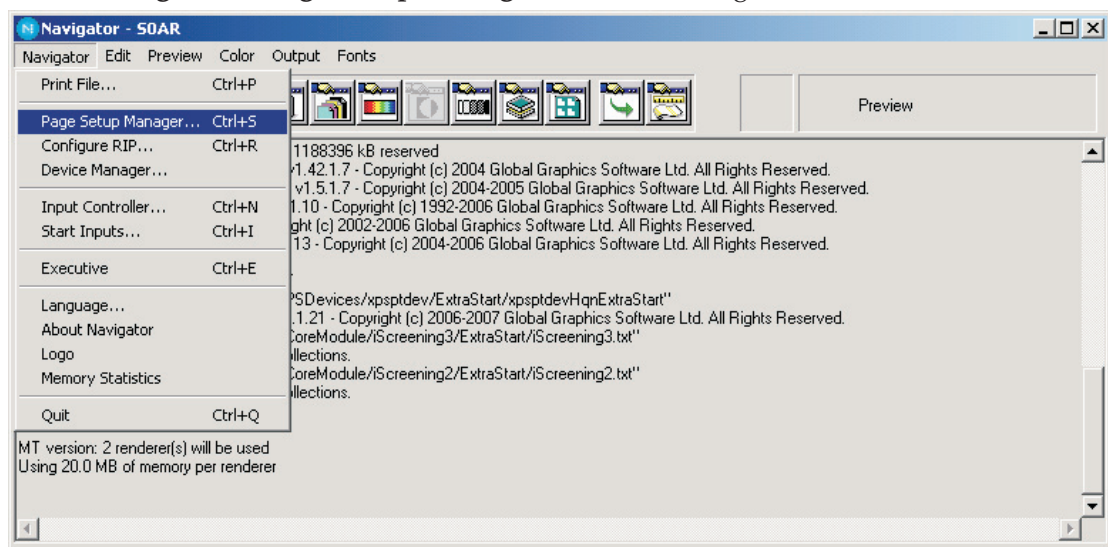 Navigator - SOAR
Navigator Edit Preview Color Output Fonts
Print File... Ctrl+P
Page Setup Manager... Ctrl+S
Configure RIP... Ctrl+R
Device Manager...
Input Controller... Ctrl+N
Start Inputs... Ctrl+I
Executive Ctrl+E
Language...
About Navigator
Logo
Memory Statistics
Quit Ctrl+Q
Preview
1188396 kB reserved
v1.42.1.7 - Copyright (c) 2004 Global Graphics Software Ltd. All Rights Reserved.
v1.5.1.7 - Copyright (c) 2004-2005 Global Graphics Software Ltd. All Rights Reserved.
1.10 - Copyright (c) 1992-2006 Global Graphics Software Ltd. All Rights Reserved.
ght (c) 2002-2006 Global Graphics Software Ltd. All Rights Reserved.
13 - Copyright (c) 2004-2006 Global Graphics Software Ltd. All Rights Reserved.
PSDevices/xpsptdev/ExtraStart/xpsptdevHqnExtraStart"
.1.21 - Copyright (c) 2006-2007 Global Graphics Software Ltd. All Rights Reserved.
CoreModule/iScreening3/ExtraStart/iScreening3.txt"
llections.
CoreModule/iScreening2/ExtraStart/iScreening2.txt"
llections.
MT version: 2 renderer(s) will be used
Using 20.0 MB of memory per renderer